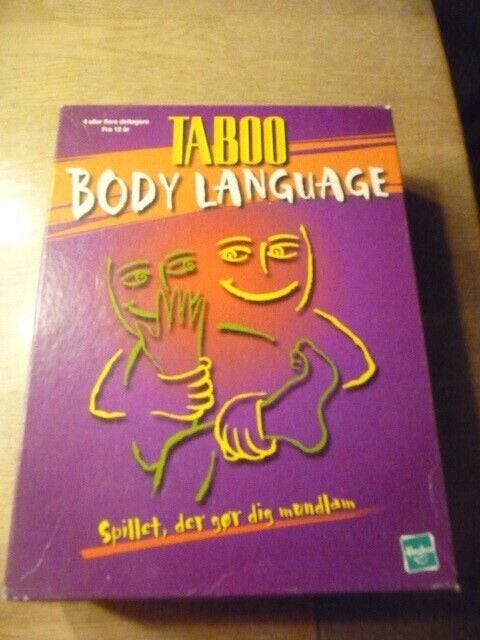 4 eller flere deltagere
Fra 12 år
TABOO
BODY LANGUAGE
Spillet, der gør dig mundlam
Hasbro